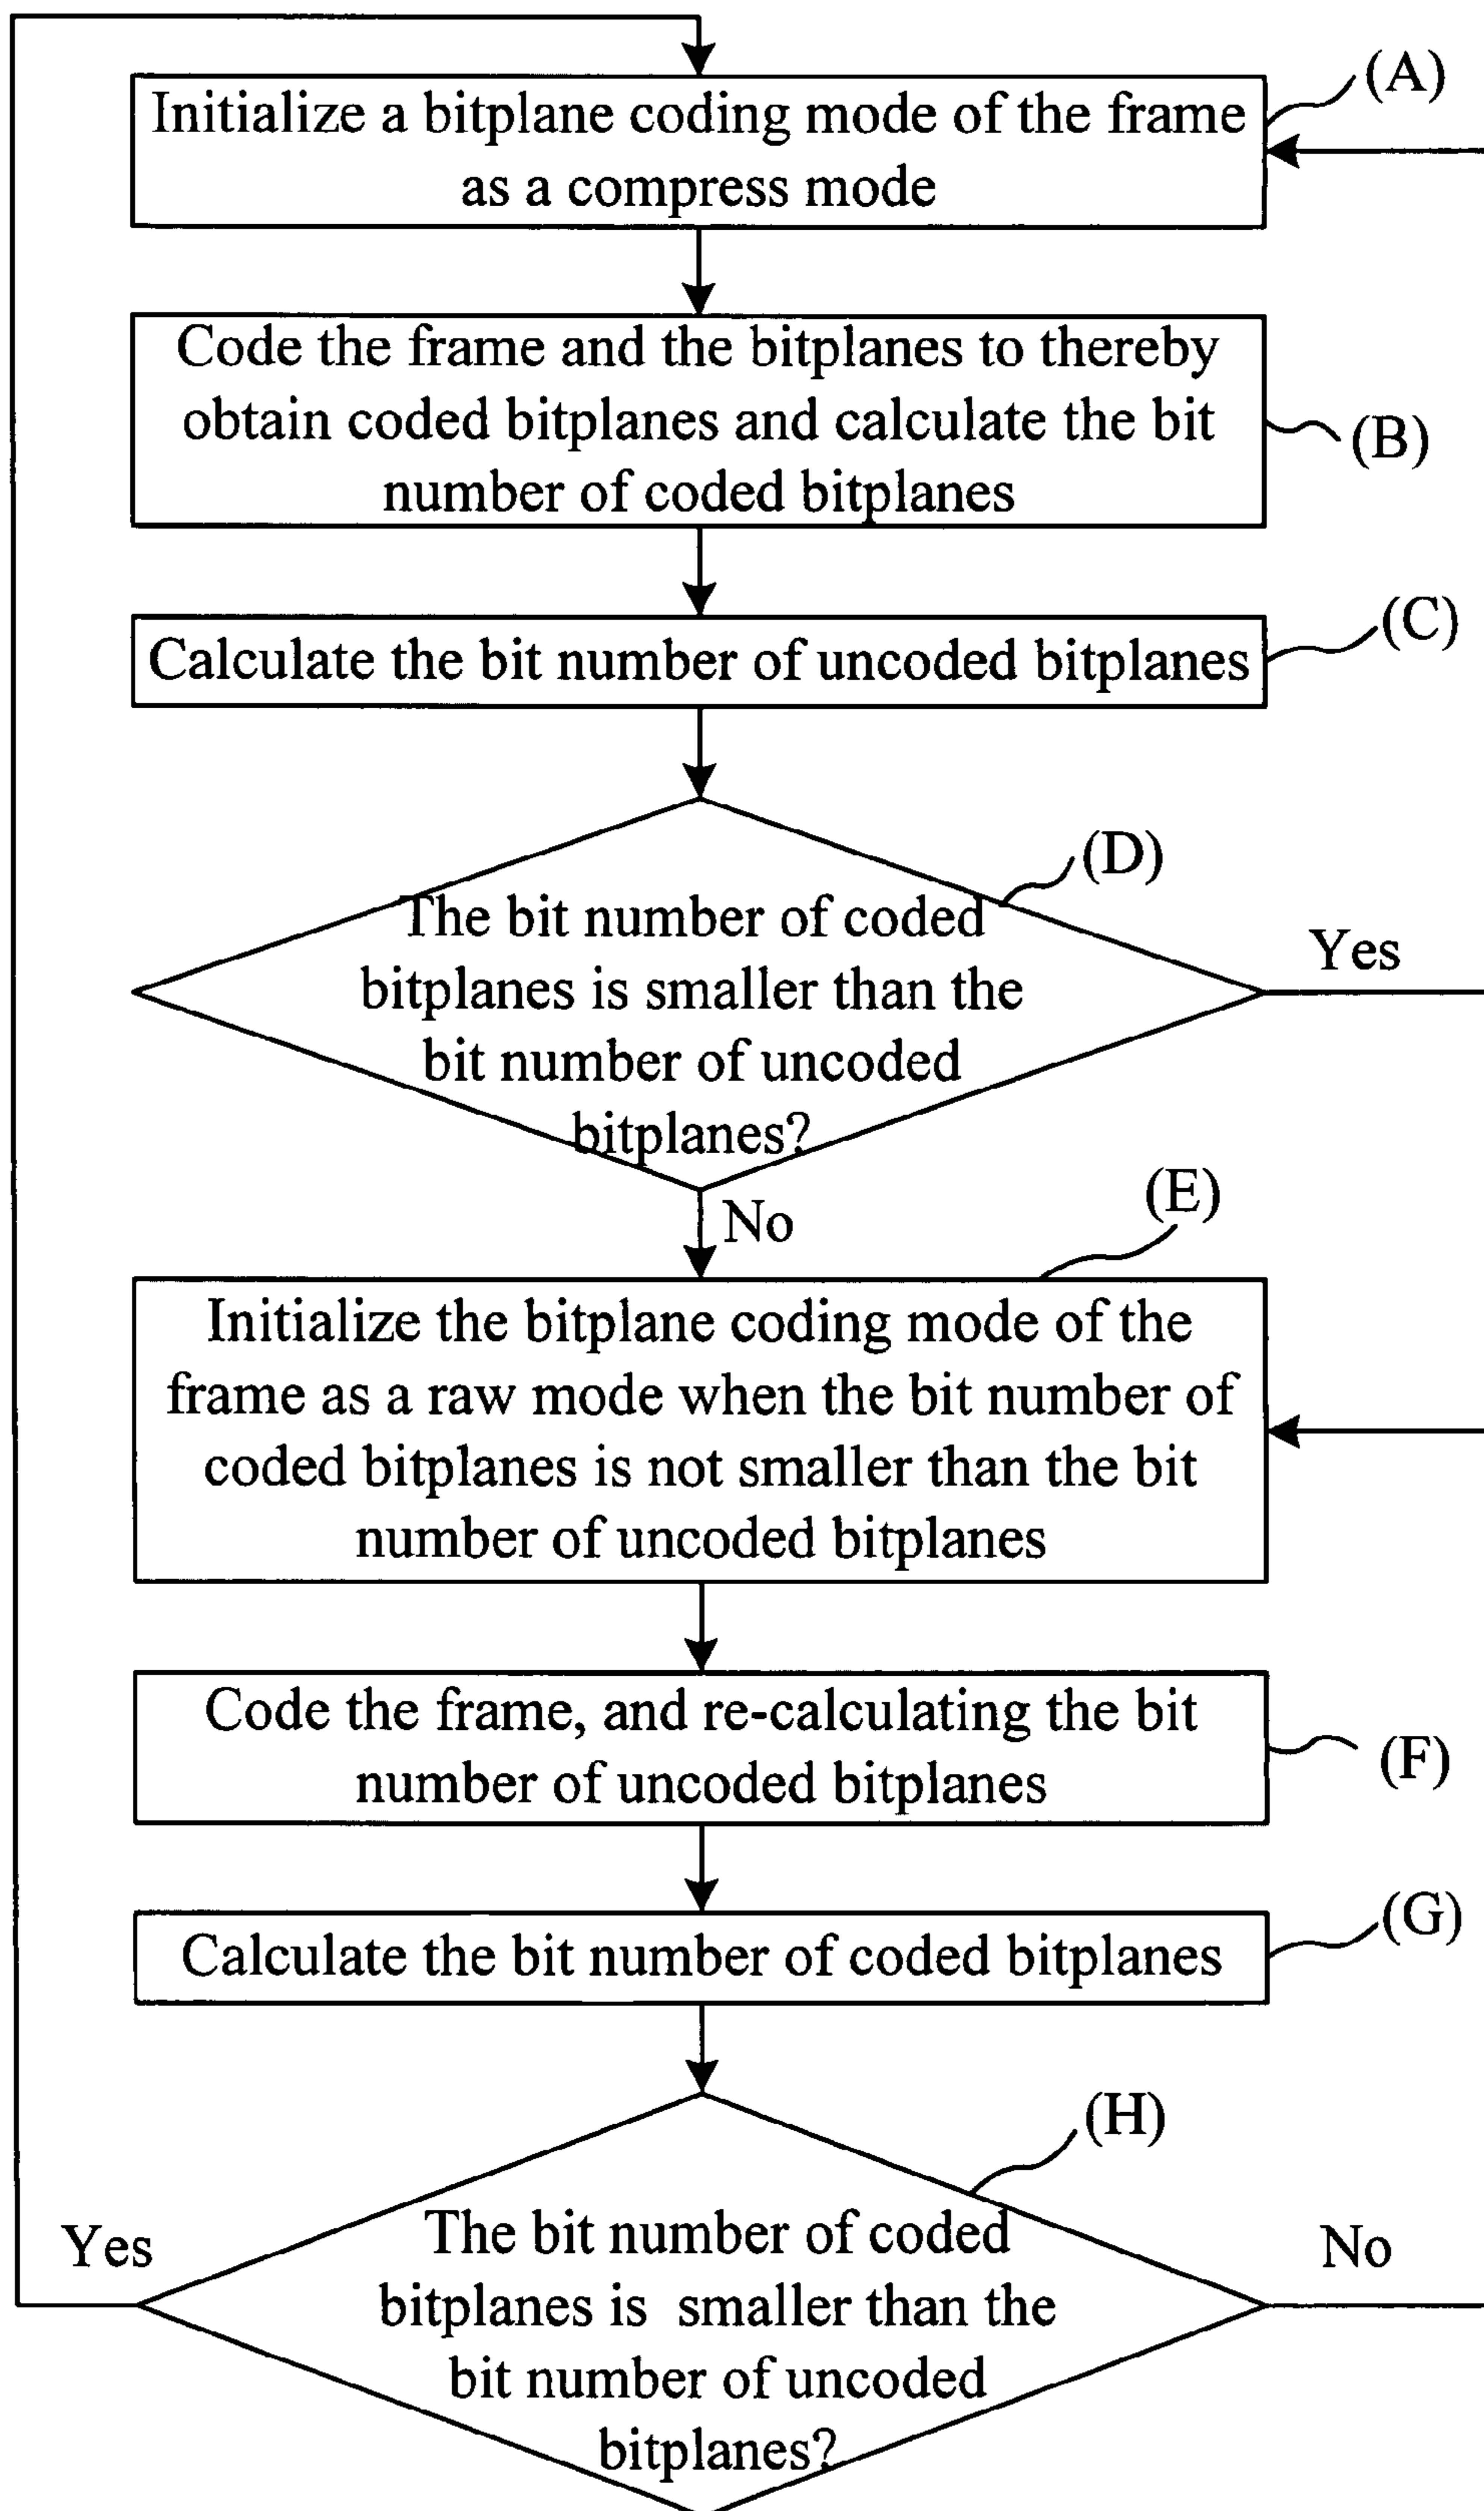 (A)
Initialize a bitplane coding mode of the frame
as a compress mode
Code the frame and the bitplanes to thereby
obtain coded bitplanes and calculate the bit
number of coded bitplanes
(B)
(C)
Calculate the bit number of uncoded bitplanes
(D)
The bit number of coded
bitplanes is smaller than the
bit number of uncoded
bitplanes?
Yes
No
(E)
Initialize the bitplane coding mode of the
frame as a raw mode when the bit number of
coded bitplanes is not smaller than the bit
number of uncoded bitplanes
Code the frame, and re-calculating the bit
number of uncoded bitplanes
(F)
(G)
Calculate the bit number of coded bitplanes
(H)
The bit number of coded
bitplanes is smaller than the
bit number of uncoded
bitplanes?
Yes
No